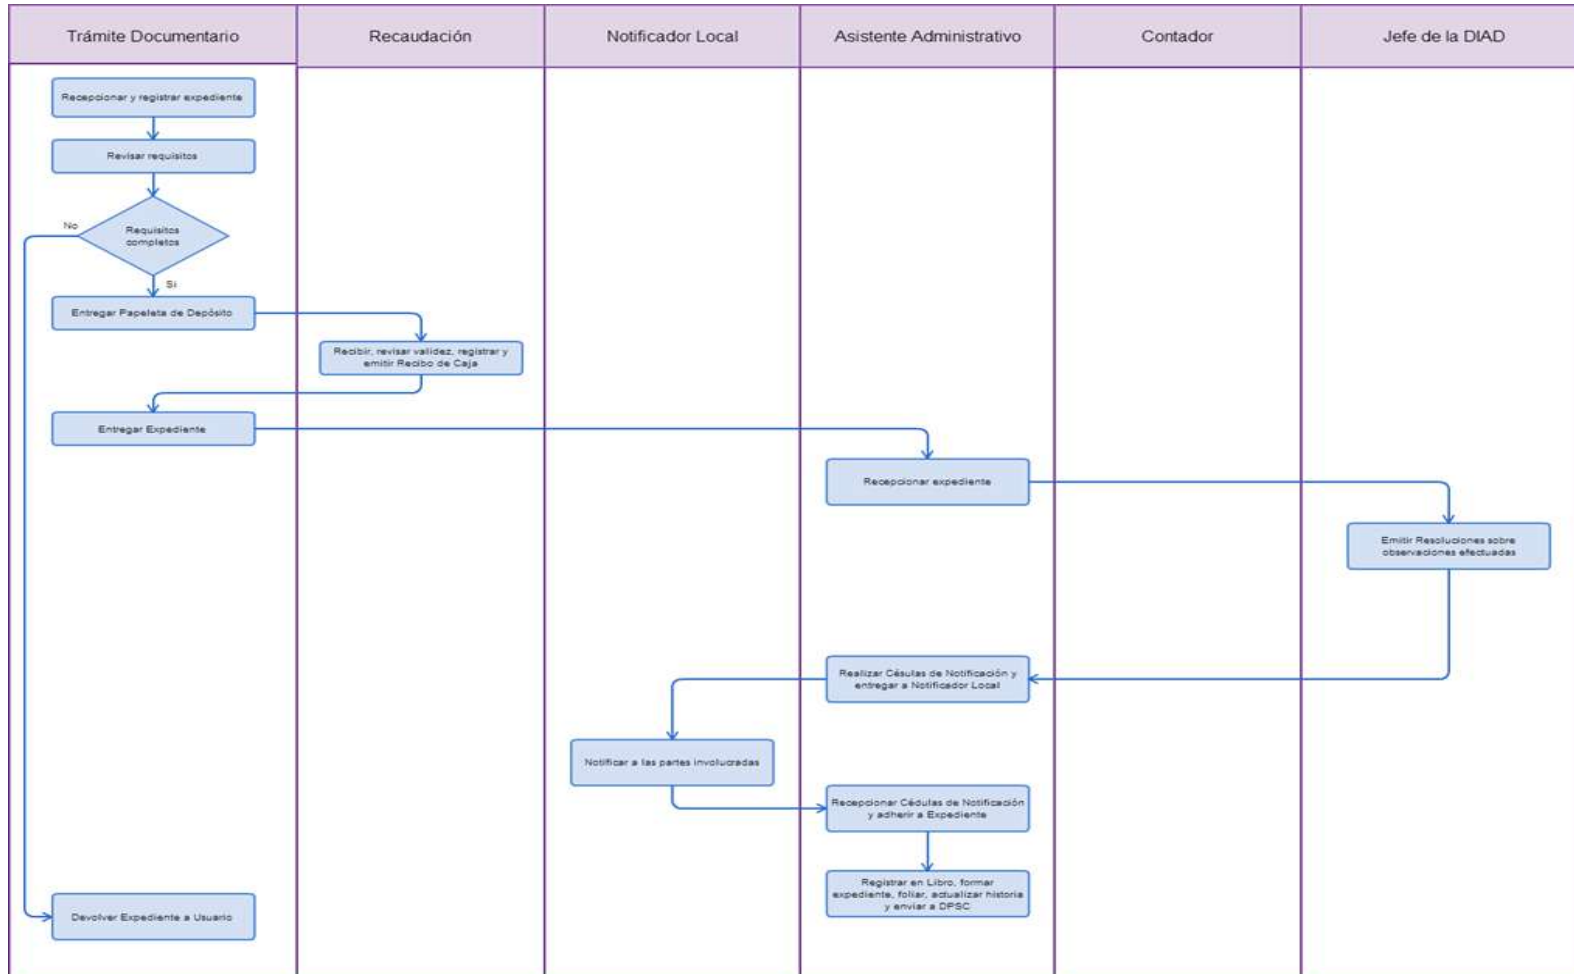 Trámite Documentario
Recaudación
Notificador Local
Asistente Administrativo
Contador
Jefe de la DIAD
Recepcionar y registrar expediente
Revisar requisitos
No
Requisitos
completos
Si
Entregar Papeleta de Depósito
Recibir, revisar validez, registrar y
emitir Recibo de Caja
Entregar Expediente
Recepcionar expediente
Emitir Resoluciones sobre
observaciones efectuadas
Realizar Césulas de Notificación y
entregar a Notificador Local
Notificar a las partes involucradas
Recepcionar Cédulas de Notificación
y adherir a Expediente
Registrar en Libro, formar
expediente, foliar, actualizar historia
y enviar a DPSC
Devolver Expediente a Usuario